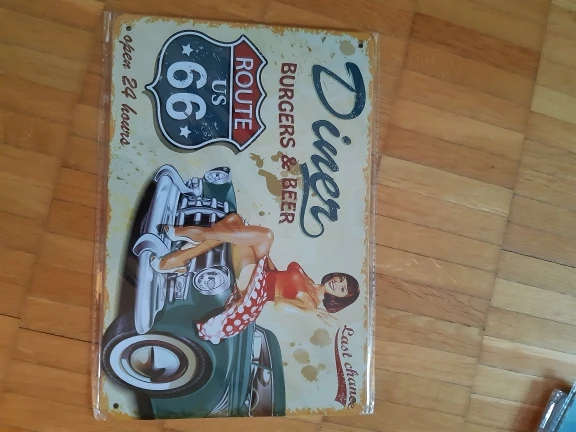 Diner
BURGERS & BEER
ROUTE
US
66
open 24 hours
Last chance